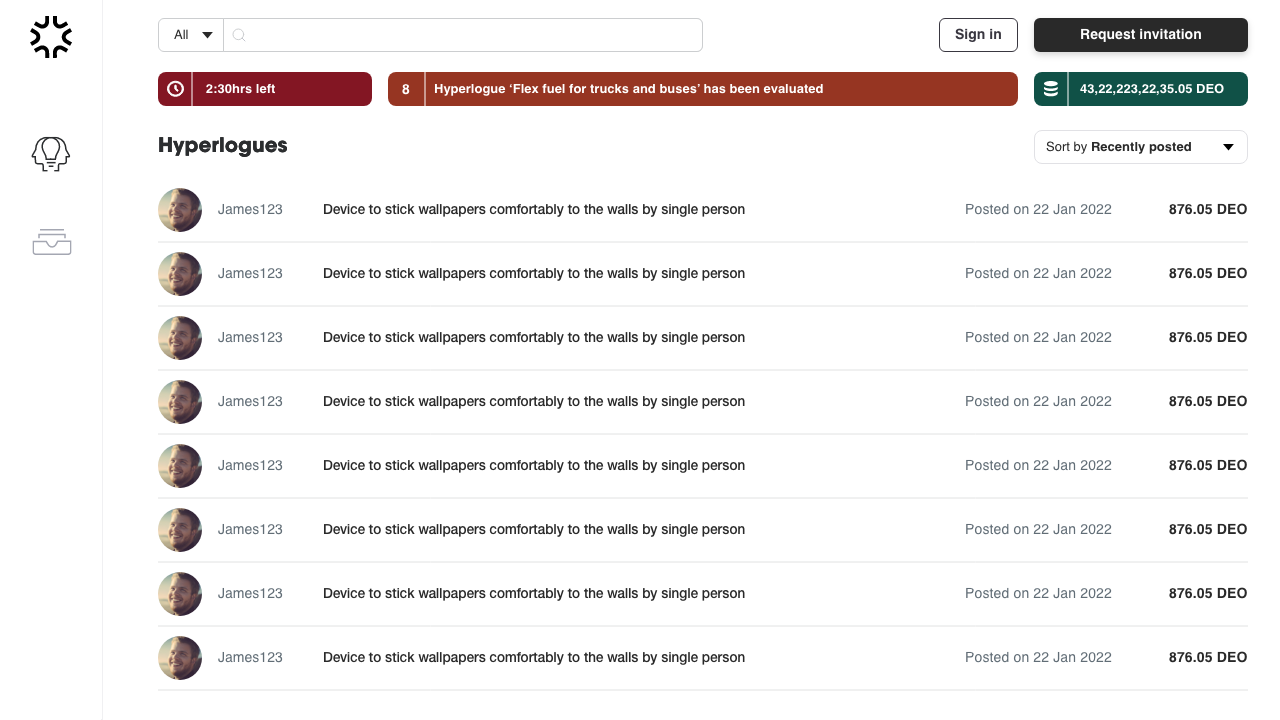 All
Sign in
Request invitation
2:30hrs left
8
Hyperlogue ‘Flex fuel for trucks and buses’ has been evaluated
43,22,223,22,35.05 DEO
Hyperlogues
Sort by Recently posted
James123 Device to stick wallpapers comfortably to the walls by single person Posted on 22 Jan 2022 876.05 DEO
James123 Device to stick wallpapers comfortably to the walls by single person Posted on 22 Jan 2022 876.05 DEO
James123 Device to stick wallpapers comfortably to the walls by single person Posted on 22 Jan 2022 876.05 DEO
James123 Device to stick wallpapers comfortably to the walls by single person Posted on 22 Jan 2022 876.05 DEO
James123 Device to stick wallpapers comfortably to the walls by single person Posted on 22 Jan 2022 876.05 DEO
James123 Device to stick wallpapers comfortably to the walls by single person Posted on 22 Jan 2022 876.05 DEO
James123 Device to stick wallpapers comfortably to the walls by single person Posted on 22 Jan 2022 876.05 DEO
James123 Device to stick wallpapers comfortably to the walls by single person Posted on 22 Jan 2022 876.05 DEO